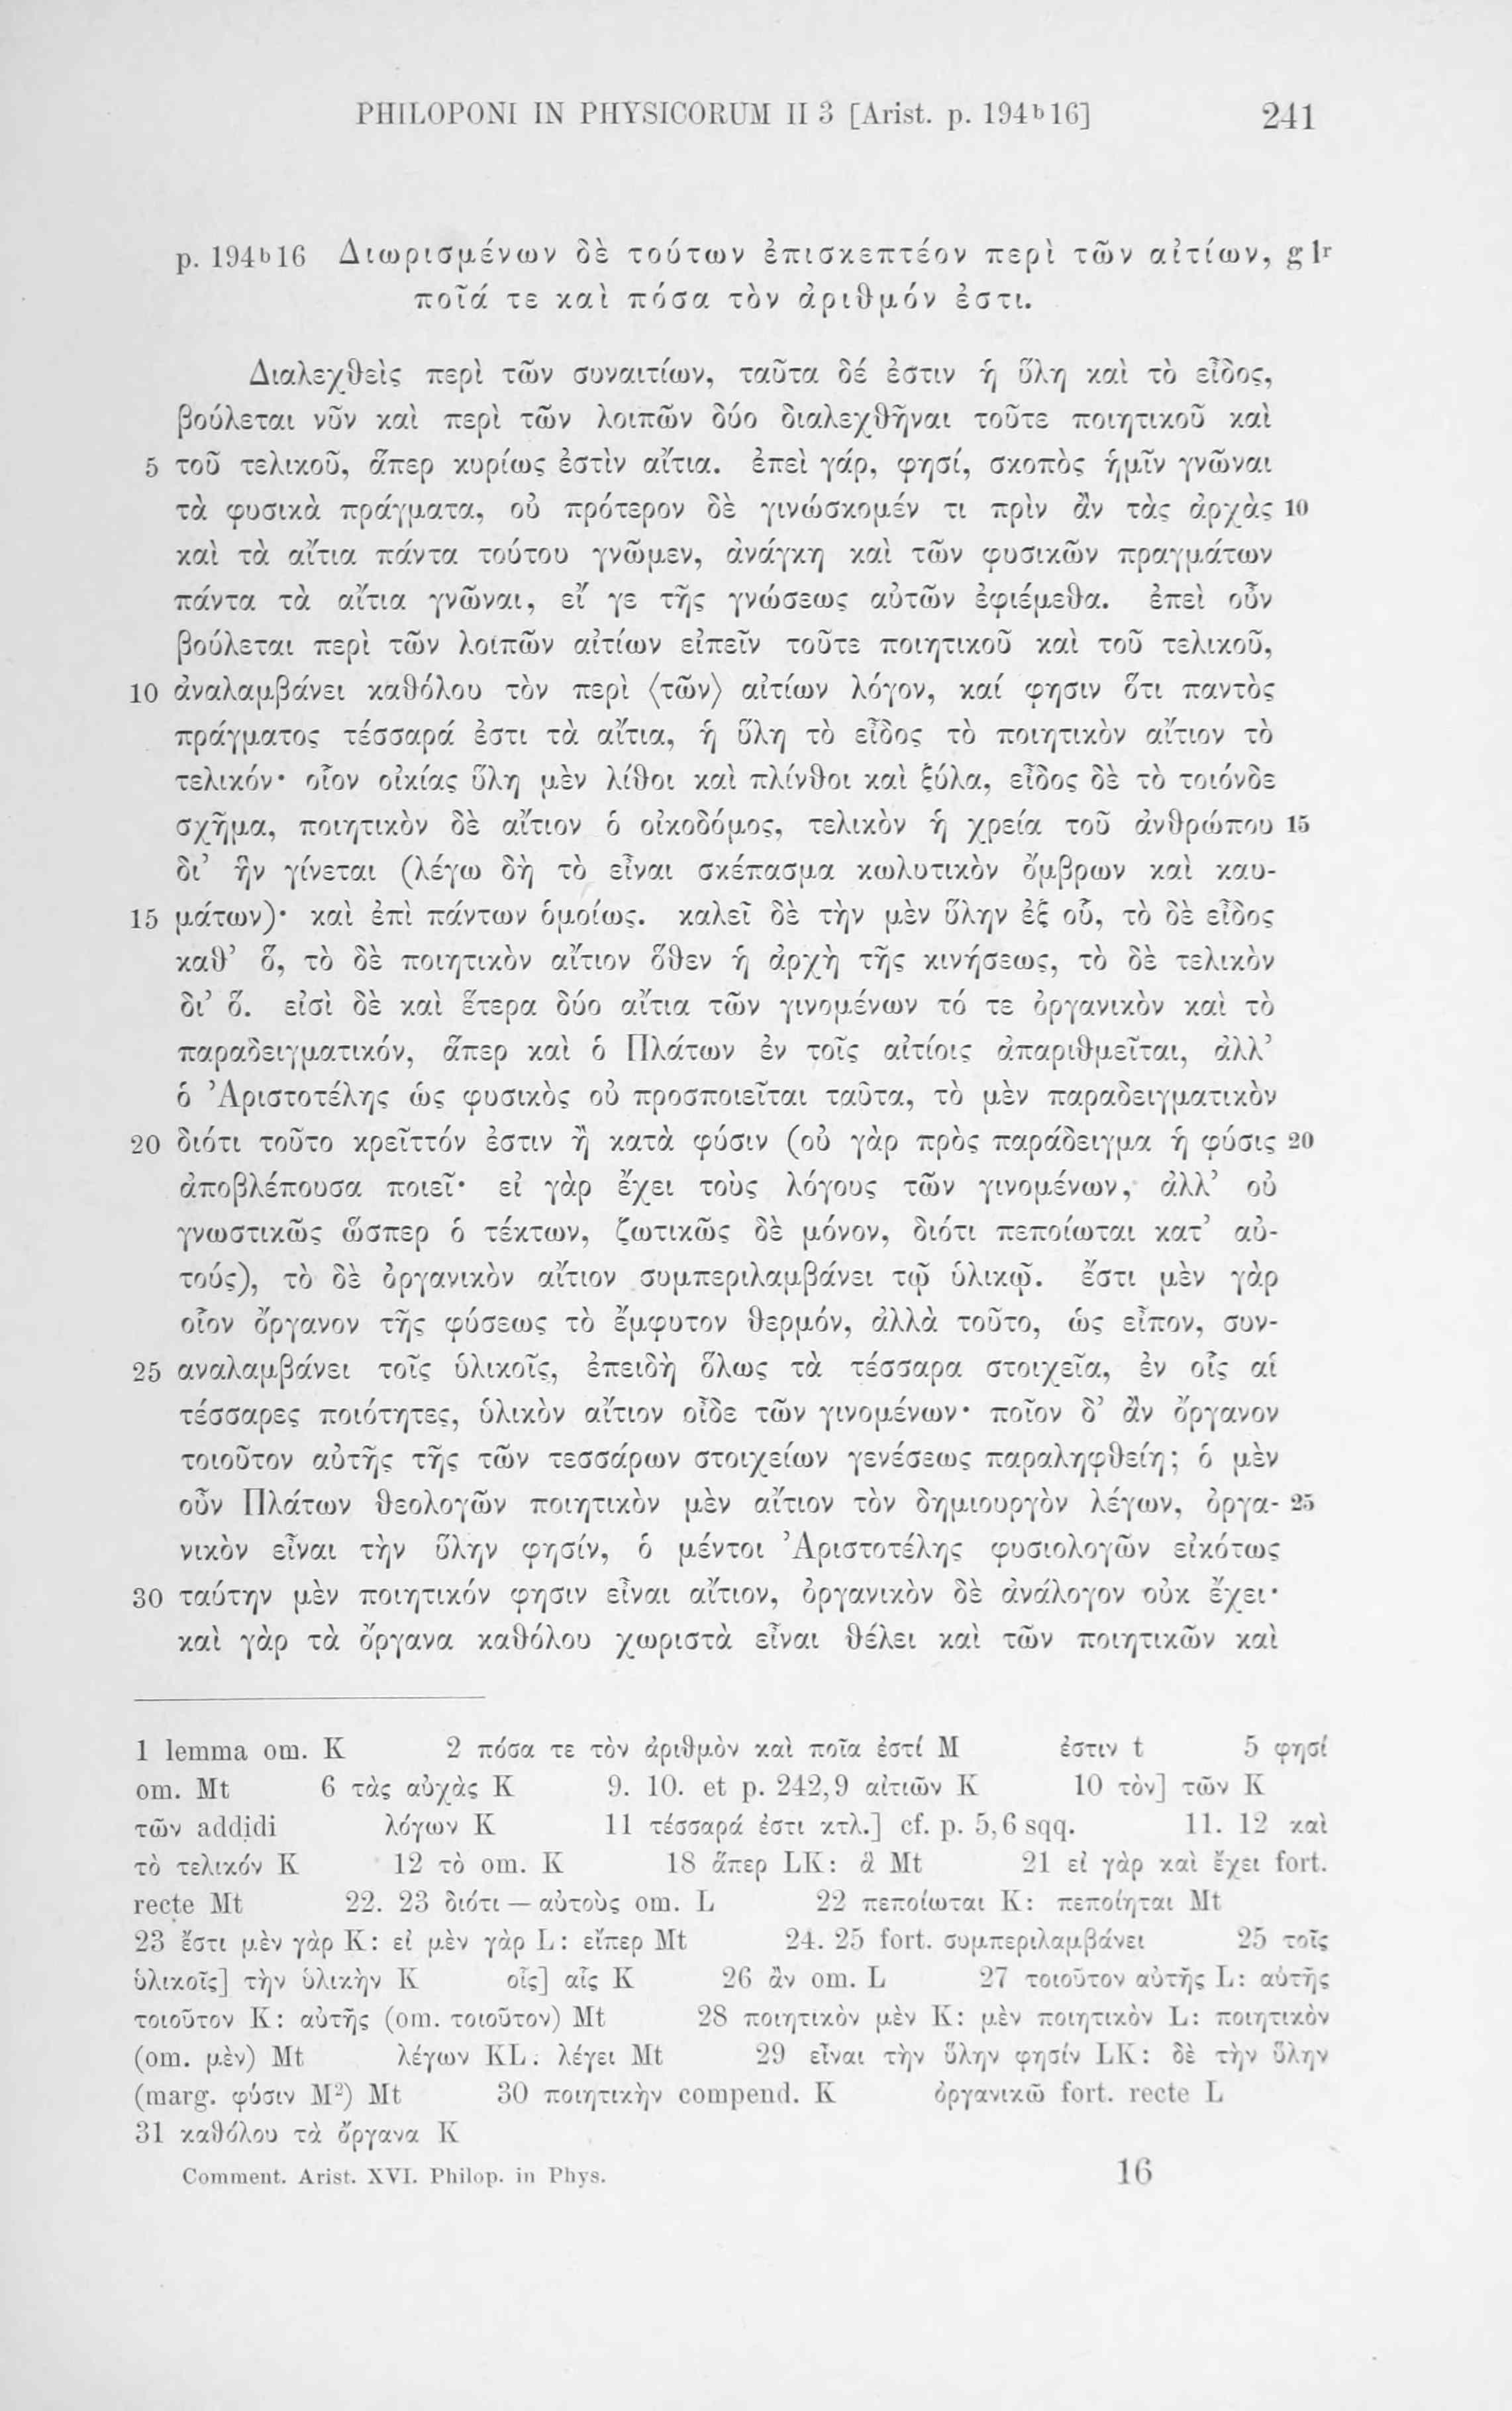 PHILOPONI IN PHYSICORUM II 3 [Arist. p. 194ᵇ16] 241
p. 194ᵇ16 Διωρισμένων δὲ τούτων ἐπισκεπτέον περὶ τῶν αἰτίων, g 1ʳ
ποῖά τε καὶ πόσα τὸν ἀριθμόν ἐστι.
Διαλεχθεὶς περὶ τῶν συναιτίων, ταῦτα δέ ἐστιν ἡ ὕλη καὶ τὸ εἶδος,
βούλεται νῦν καὶ περὶ τῶν λοιπῶν δύο διαλεχθῆναι τοῦτε ποιητικοῦ καὶ
5 τοῦ τελικοῦ, ἅπερ κυρίως ἐστὶν αἴτια. ἐπεὶ γάρ, φησί, σκοπὸς ἡμῖν γνῶναι
τὰ φυσικὰ πράγματα, οὐ πρότερον δὲ γινώσκομέν τι πρὶν ἂν τὰς ἀρχὰς 10
καὶ τὰ αἴτια πάντα τούτου γνῶμεν, ἀνάγκη καὶ τῶν φυσικῶν πραγμάτων
πάντα τὰ αἴτια γνῶναι, εἴ γε τῆς γνώσεως αὐτῶν ἐφιέμεθα. ἐπεὶ οὖν
βούλεται περὶ τῶν λοιπῶν αἰτίων εἰπεῖν τοῦτε ποιητικοῦ καὶ τοῦ τελικοῦ,
10 ἀναλαμβάνει καθόλου τὸν περὶ ⟨τῶν⟩ αἰτίων λόγον, καί φησιν ὅτι παντὸς
πράγματος τέσσαρά ἐστι τὰ αἴτια, ἡ ὕλη τὸ εἶδος τὸ ποιητικὸν αἴτιον τὸ
τελικόν· οἷον οἰκίας ὕλη μὲν λίθοι καὶ πλίνθοι καὶ ξύλα, εἶδος δὲ τὸ τοιόνδε
σχῆμα, ποιητικὸν δὲ αἴτιον ὁ οἰκοδόμος, τελικὸν ἡ χρεία τοῦ ἀνθρώπου 15
δι’ ἣν γίνεται (λέγω δὴ τὸ εἶναι σκέπασμα κωλυτικὸν ὄμβρων καὶ καυ-
15 μάτων)· καὶ ἐπὶ πάντων ὁμοίως. καλεῖ δὲ τὴν μὲν ὕλην ἐξ οὗ, τὸ δὲ εἶδος
καθ’ ὅ, τὸ δὲ ποιητικὸν αἴτιον ὅθεν ἡ ἀρχὴ τῆς κινήσεως, τὸ δὲ τελικὸν
δι’ ὅ. εἰσὶ δὲ καὶ ἕτερα δύο αἴτια τῶν γινομένων τό τε ὀργανικὸν καὶ τὸ
παραδειγματικόν, ἅπερ καὶ ὁ Πλάτων ἐν τοῖς αἰτίοις ἀπαριθμεῖται, ἀλλ’
ὁ Ἀριστοτέλης ὡς φυσικὸς οὐ προσποιεῖται ταῦτα, τὸ μὲν παραδειγματικὸν
20 διότι τοῦτο κρεῖττόν ἐστιν ἢ κατὰ φύσιν (οὐ γὰρ πρὸς παράδειγμα ἡ φύσις 20
ἀποβλέπουσα ποιεῖ· εἰ γὰρ ἔχει τοὺς λόγους τῶν γινομένων, ἀλλ’ οὐ
γνωστικῶς ὥσπερ ὁ τέκτων, ζωτικῶς δὲ μόνον, διότι πεποίωται κατ’ αὐ-
τούς), τὸ δὲ ὀργανικὸν αἴτιον συμπεριλαμβάνει τῷ ὑλικῷ. ἔστι μὲν γὰρ
οἷον ὄργανον τῆς φύσεως τὸ ἔμφυτον θερμόν, ἀλλὰ τοῦτο, ὡς εἶπον, συν-
25 αναλαμβάνει τοῖς ὑλικοῖς, ἐπειδὴ ὅλως τὰ τέσσαρα στοιχεῖα, ἐν οἷς αἱ
τέσσαρες ποιότητες, ὑλικὸν αἴτιον οἶδε τῶν γινομένων· ποῖον δ’ ἂν ὄργανον
τοιοῦτον αὐτῆς τῆς τῶν τεσσάρων στοιχείων γενέσεως παραληφθείη; ὁ μὲν
οὖν Πλάτων θεολογῶν ποιητικὸν μὲν αἴτιον τὸν δημιουργὸν λέγων, ὀργα- 25
νικὸν εἶναι τὴν ὕλην φησίν, ὁ μέντοι Ἀριστοτέλης φυσιολογῶν εἰκότως
30 ταύτην μὲν ποιητικόν φησιν εἶναι αἴτιον, ὀργανικὸν δὲ ἀνάλογον οὐκ ἔχει·
καὶ γὰρ τὰ ὄργανα καθόλου χωριστὰ εἶναι θέλει καὶ τῶν ποιητικῶν καὶ
1 lemma om. K 2 πόσα τε τὸν ἀριθμὸν καὶ ποῖα ἐστί M ἐστιν t 5 φησί
om. Mt 6 τὰς αὐχὰς K 9. 10. et p. 242,9 αἰτιῶν K 10 τὸν] τῶν K
τῶν addidi λόγων K 11 τέσσαρά ἐστι κτλ.] cf. p. 5,6 sqq. 11. 12 καὶ
τὸ τελικόν K 12 τὸ om. K 18 ἅπερ LK: ἃ Mt 21 εἰ γὰρ καὶ ἔχει fort.
recte Mt 22. 23 διότι — αὐτοὺς om. L 22 πεποίωται K: πεποίηται Mt
23 ἔστι μὲν γὰρ K: εἰ μὲν γὰρ L: εἴπερ Mt 24. 25 fort. συμπεριλαμβάνει 25 τοῖς
ὑλικοῖς] τὴν ὑλικὴν K οἷς] αἷς K 26 ἂν om. L 27 τοιοῦτον αὐτῆς L: αὐτῆς
τοιοῦτον K: αὐτῆς (om. τοιοῦτον) Mt 28 ποιητικὸν μὲν K: μὲν ποιητικὸν L: ποιητικὸν
(om. μὲν) Mt λέγων KL: λέγει Mt 29 εἶναι τὴν ὕλην φησίν LK: δὲ τὴν ὕλην
(marg. φύσιν M²) Mt 30 ποιητικὴν compend. K ὀργανικῶ fort. recte L
31 καθόλου τὰ ὄργανα K
Comment. Arist. XVI. Philop. in Phys. 16